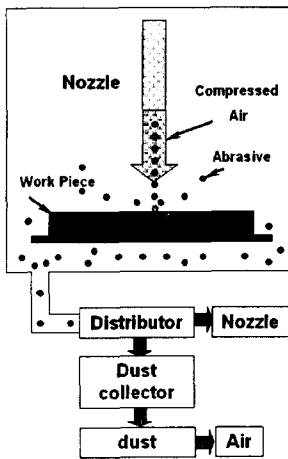 Nozzle
Compressed
Air
Abrasive
Work Piece
Distributor
Nozzle
Dust
collector
dust
Air